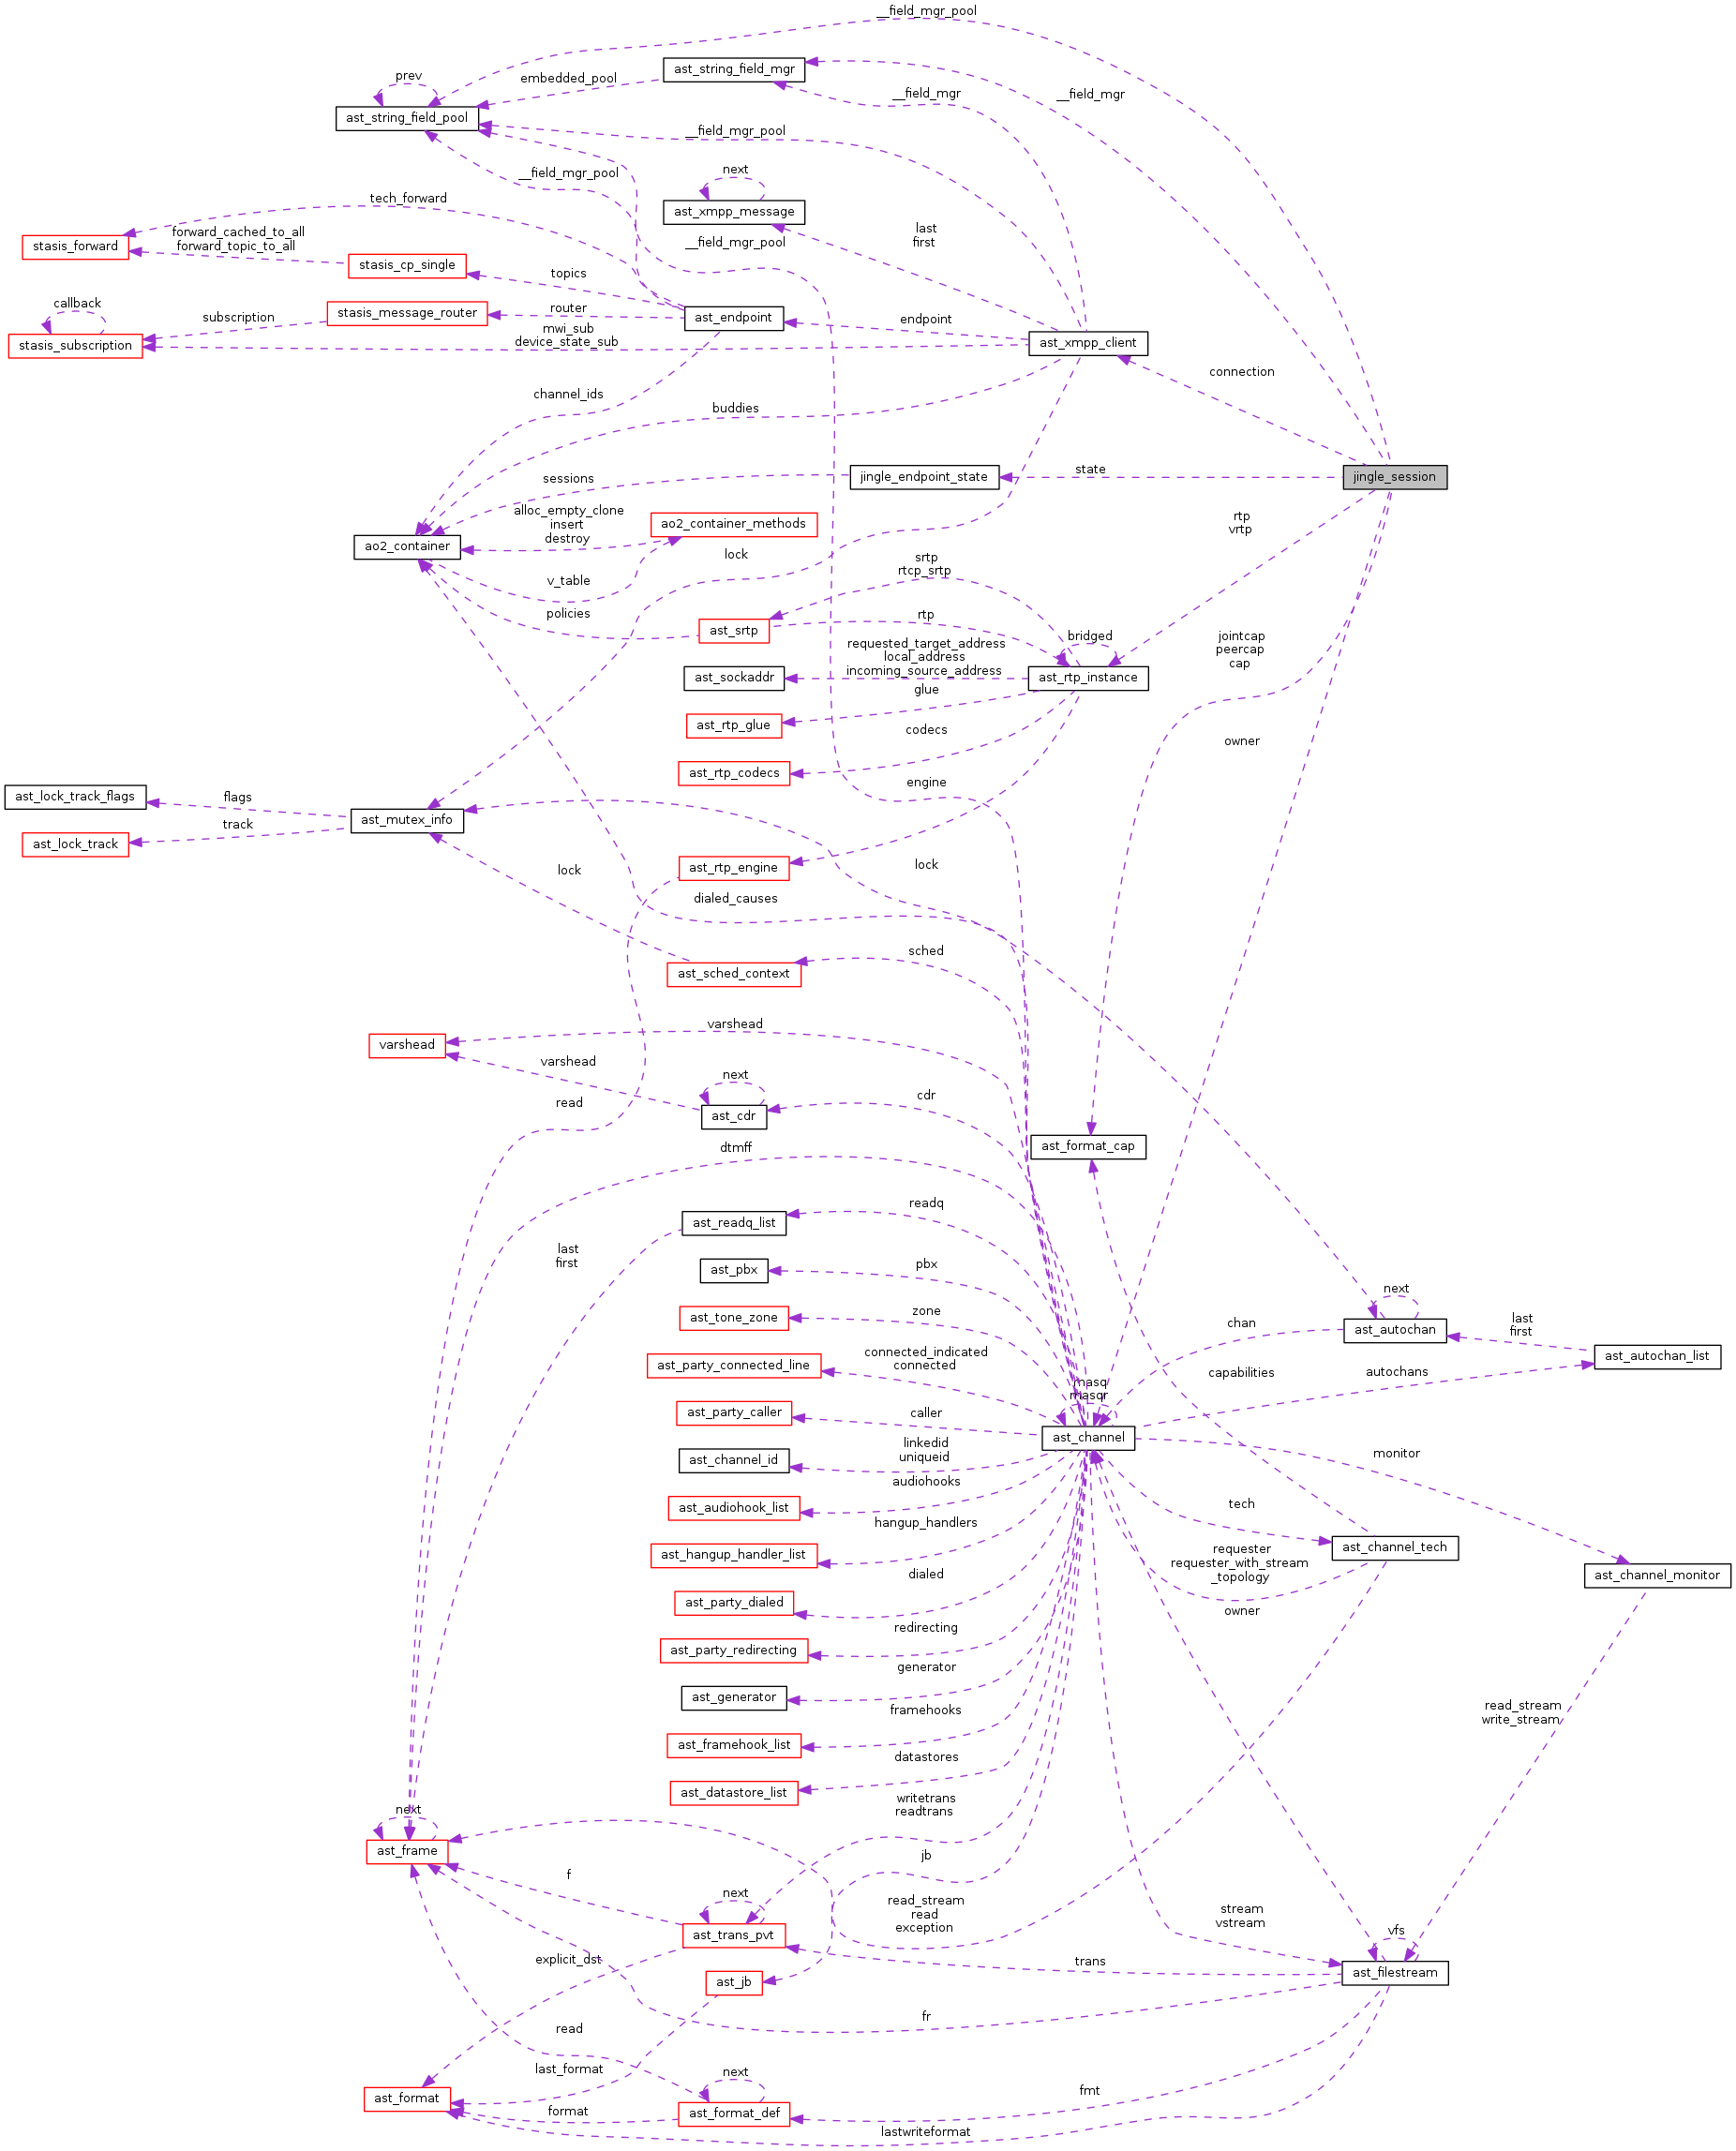 __field_mgr_pool
ast_string_field_mgr
prev
embedded_pool
__field_mgr
__field_mgr
ast_string_field_pool
__field_mgr_pool
next
__field_mgr_pool
tech_forward
ast_xmpp_message
last
first
forward_cached_to_all
forward_topic_to_all
stasis_forward
__field_mgr_pool
stasis_cp_single
topics
callback
stasis_message_router
router
subscription
ast_endpoint
endpoint
mwi_sub
device_state_sub
stasis_subscription
ast_xmpp_client
connection
channel_ids
buddies
sessions
jingle_endpoint_state
state
jingle_session
alloc_empty_clone
insert
destroy
ao2_container_methods
rtp
vrtp
ao2_container
lock
srtp
rtcp_srtp
v_table
policies
ast_srtp
rtp
bridged
jointcap
peercap
cap
requested_target_address
local_address
incoming_source_address
ast_sockaddr
ast_rtp_instance
glue
ast_rtp_glue
codecs
owner
ast_rtp_codecs
engine
ast_lock_track_flags
flags
ast_mutex_info
track
ast_lock_track
lock
ast_rtp_engine
lock
dialed_causes
sched
ast_sched_context
varshead
varshead
varshead
next
read
cdr
ast_cdr
dtmff
ast_format_cap
readq
ast_readq_list
last
first
ast_pbx
pbx
next
zone
ast_tone_zone
chan
ast_autochan
last
first
ast_autochan_list
connected_indicated
connected
ast_party_connected_line
capabilities
autochans
masq
masqr
ast_party_caller
caller
ast_channel
linkedid
uniqueid
ast_channel_id
monitor
audiohooks
ast_audiohook_list
tech
hangup_handlers
ast_hangup_handler_list
ast_channel_tech
requester
requester_with_stream
_topology
ast_channel_monitor
dialed
ast_party_dialed
owner
redirecting
ast_party_redirecting
generator
ast_generator
framehooks
read_stream
write_stream
ast_framehook_list
datastores
ast_datastore_list
writetrans
readtrans
next
ast_frame
f
jb
next
read_stream
read
exception
stream
vstream
ast_trans_pvt
vfs
explicit_dst
trans
ast_filestream
ast_jb
fr
read
last_format
next
ast_format
fmt
format
ast_format_def
lastwriteformat